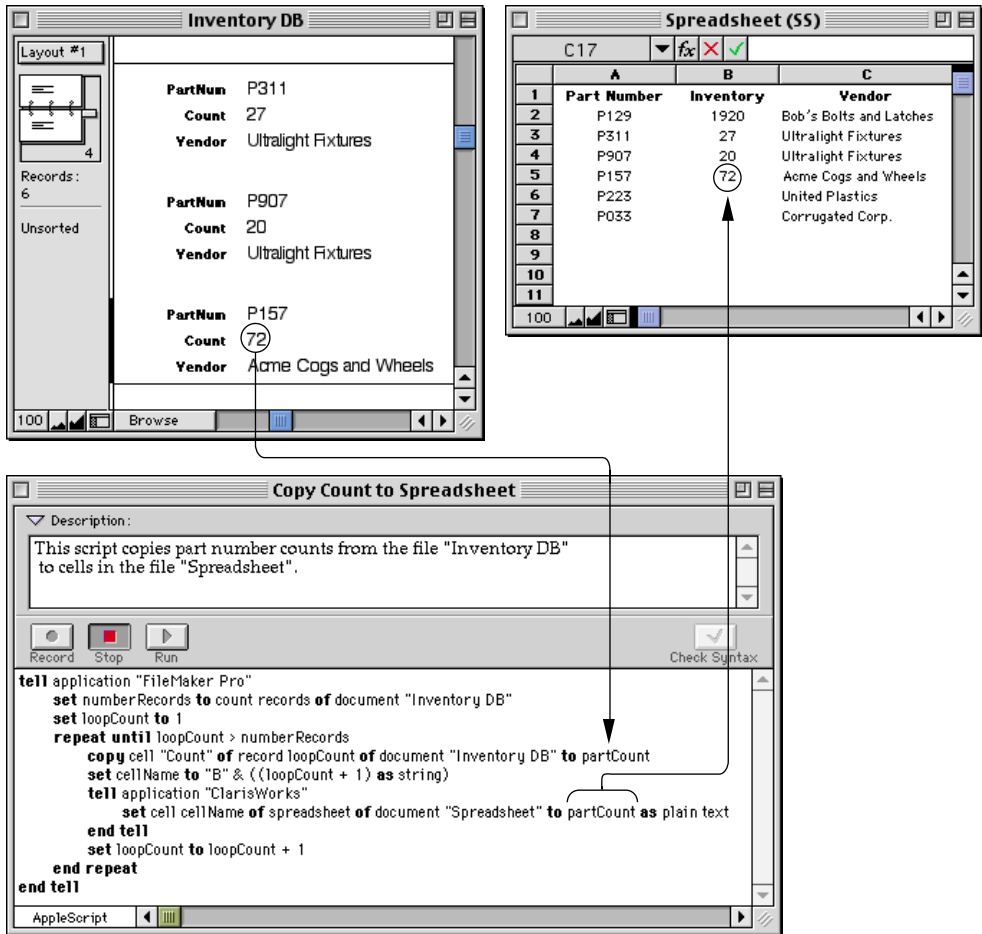 Inventory DB
Layout #1
4
Records:
6
Unsorted
PartNum P311
Count 27
Vendor Ultralight Fixtures
PartNum P907
Count 20
Vendor Ultralight Fixtures
PartNum P157
Count 72
Vendor Acme Cogs and Wheels
100 Browse
Spreadsheet (SS)
C17 fx
A B C
1 Part Number Inventory Vendor
2 P129 1920 Bob's Bolts and Latches
3 P311 27 Ultralight Fixtures
4 P907 20 Ultralight Fixtures
5 P157 72 Acme Cogs and Wheels
6 P223 United Plastics
7 P033 Corrugated Corp.
8
9
10
11
100
Copy Count to Spreadsheet
Description:
This script copies part number counts from the file "Inventory DB"
to cells in the file "Spreadsheet".
Record Stop Run Check Syntax
tell application "FileMaker Pro"
set numberRecords to count records of document "Inventory DB"
set loopCount to 1
repeat until loopCount > numberRecords
copy cell "Count" of record loopCount of document "Inventory DB" to partCount
set cellName to "B" & ((loopCount + 1) as string)
tell application "ClarisWorks"
set cell cellName of spreadsheet of document "Spreadsheet" to partCount as plain text
end tell
set loopCount to loopCount + 1
end repeat
end tell
AppleScript